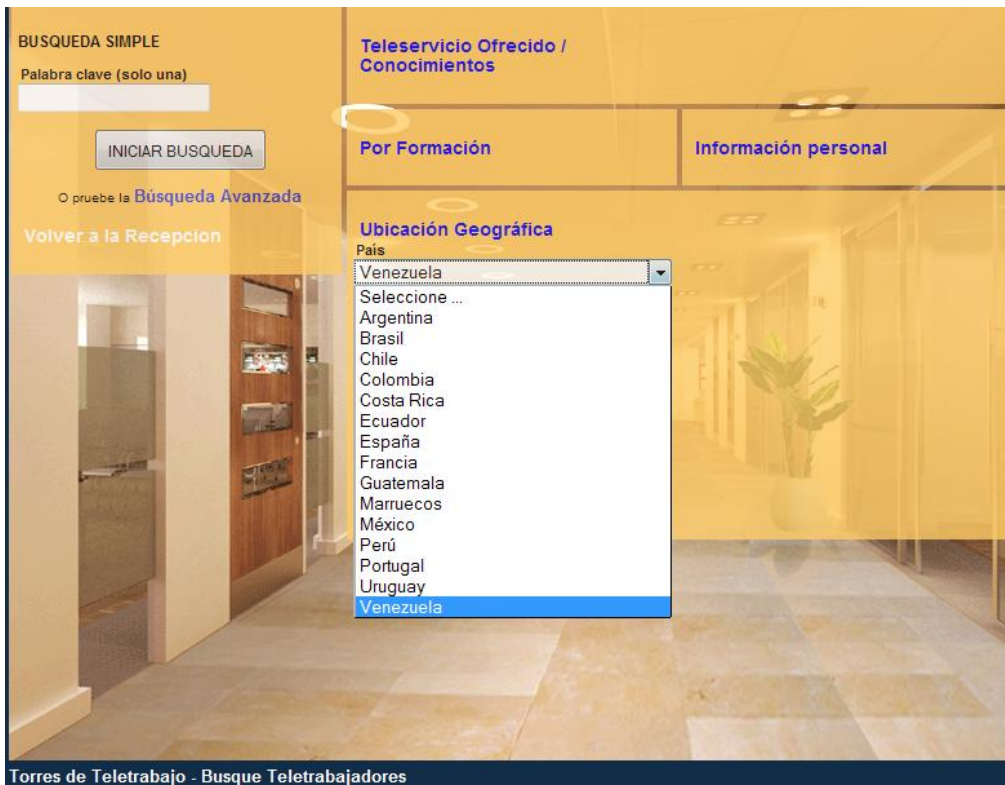 BUSQUEDA SIMPLE
Palabra clave (solo una)
INICIAR BUSQUEDA
O pruebe la Búsqueda Avanzada
Volver a la Recepcion
Teleservicio Ofrecido /
Conocimientos
Por Formación
Información personal
Ubicación Geográfica
País
Venezuela
Seleccione ...
Argentina
Brasil
Chile
Colombia
Costa Rica
Ecuador
España
Francia
Guatemala
Marruecos
México
Perú
Portugal
Uruguay
Venezuela
Torres de Teletrabajo - Busque Teletrabajadores